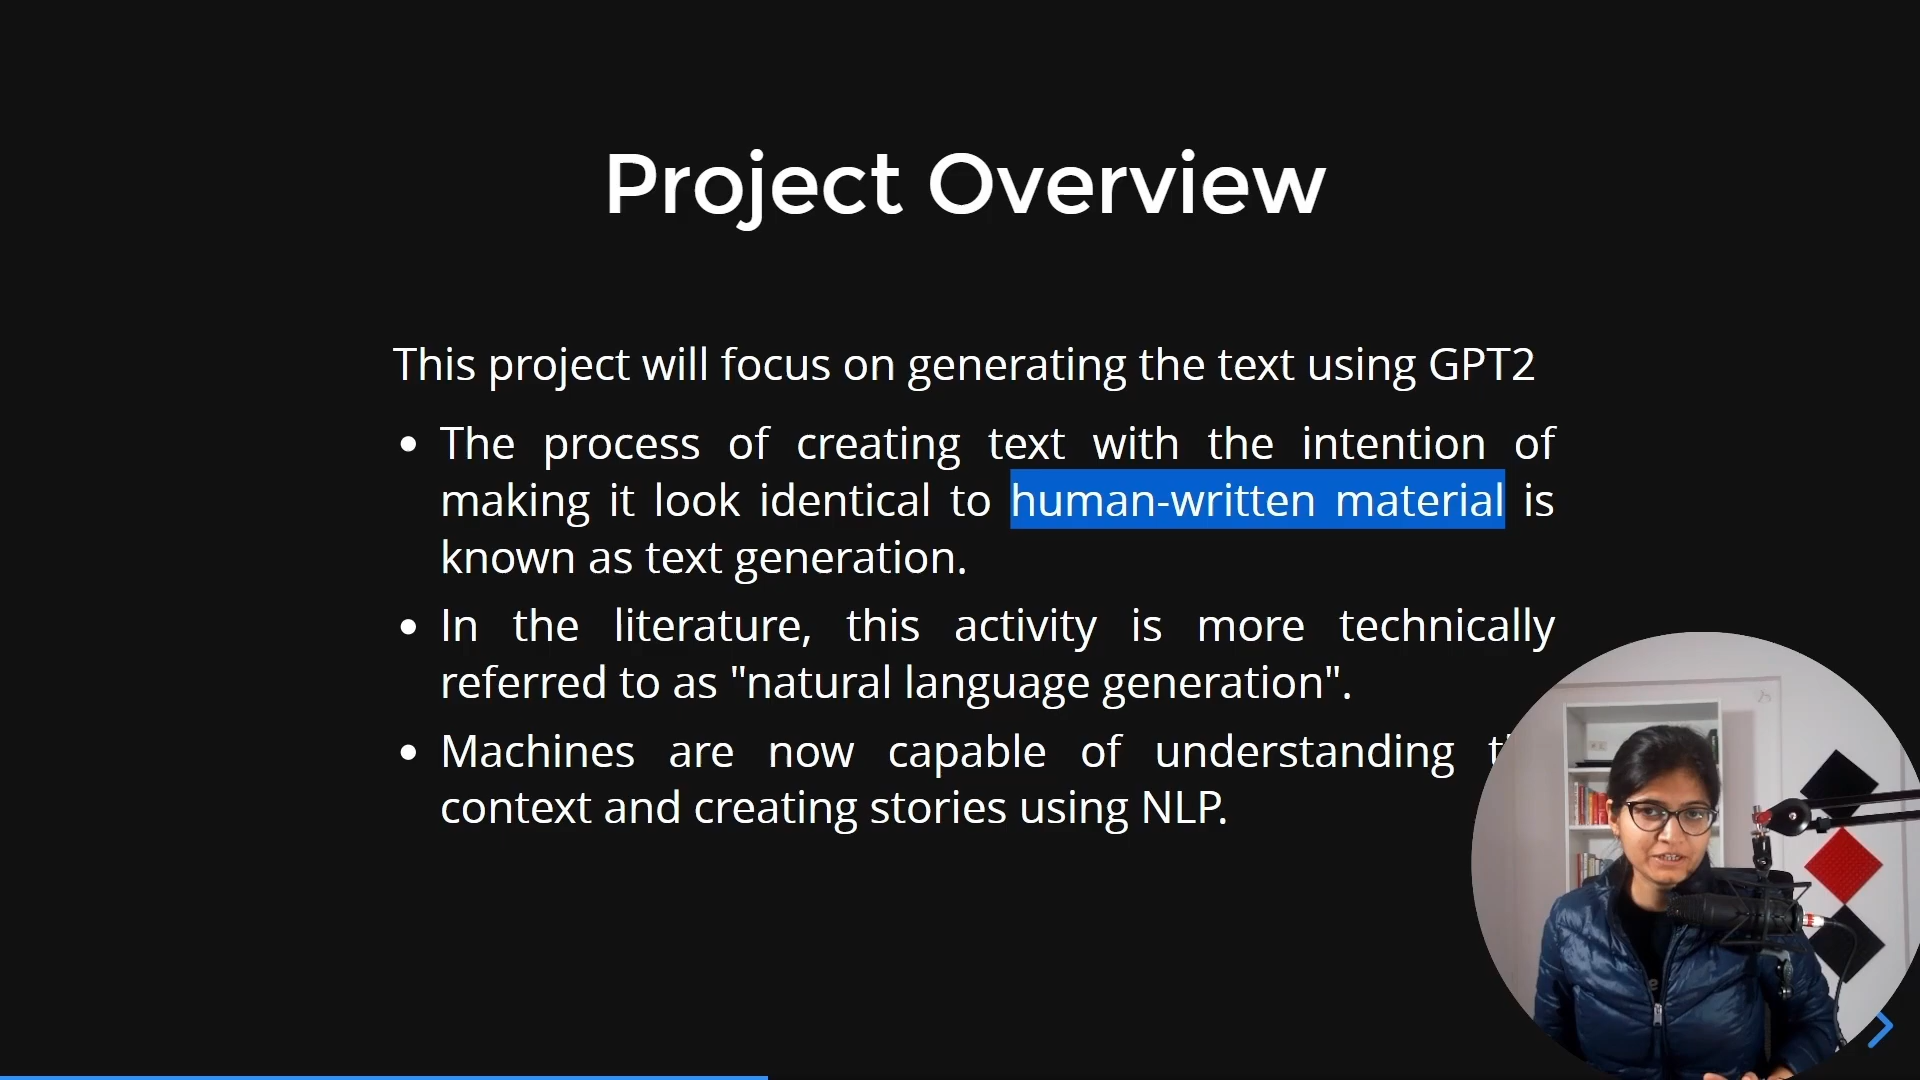 Project Overview
This project will focus on generating the text using GPT2
• The process of creating text with the intention of
making it look identical to human-written material is
known as text generation.
• In the literature, this activity is more technically
referred to as "natural language generation".
• Machines are now capable of understanding
context and creating stories using NLP.